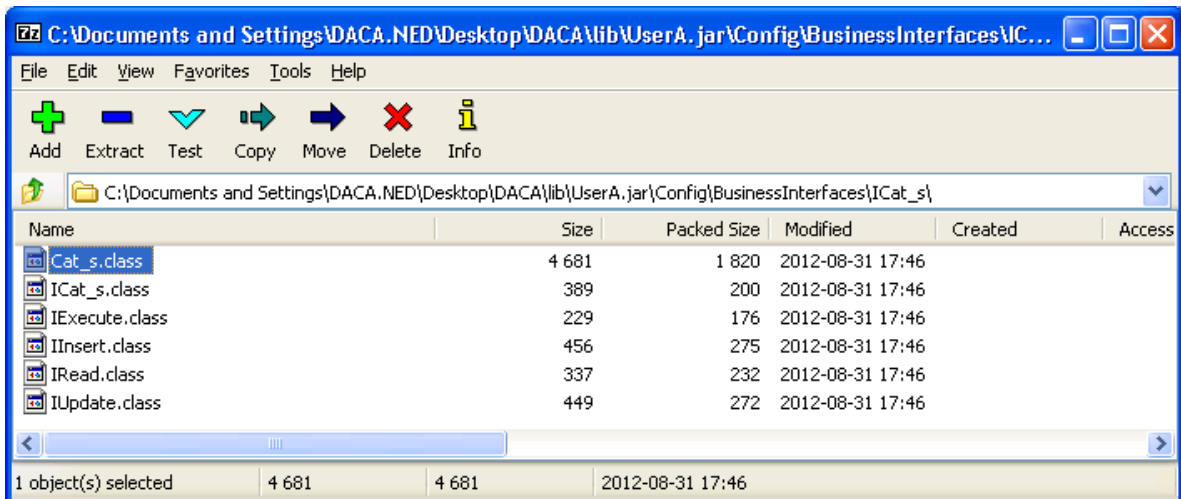 7z C:\Documents and Settings\DACA.NED\Desktop\DACA\lib\UserA.jar\Config\BusinessInterfaces\IC...
File Edit View Favorites Tools Help
Add Extract Test Copy Move Delete Info
C:\Documents and Settings\DACA.NED\Desktop\DACA\lib\UserA.jar\Config\BusinessInterfaces\ICat_s\
Name Size Packed Size Modified Created Access
Cat_s.class 4 681 1 820 2012-08-31 17:46
ICat_s.class 389 200 2012-08-31 17:46
IExecute.class 229 176 2012-08-31 17:46
IInsert.class 456 275 2012-08-31 17:46
IRead.class 337 232 2012-08-31 17:46
IUpdate.class 449 272 2012-08-31 17:46
1 object(s) selected 4 681 4 681 2012-08-31 17:46